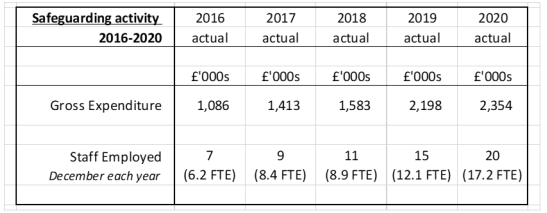 Safeguarding activity 2016 2017 2018 2019 2020
2016-2020 actual actual actual actual actual
£'000s £'000s £'000s £'000s £'000s
Gross Expenditure 1,086 1,413 1,583 2,198 2,354
Staff Employed 7 9 11 15 20
December each year (6.2 FTE) (8.4 FTE) (8.9 FTE) (12.1 FTE) (17.2 FTE)